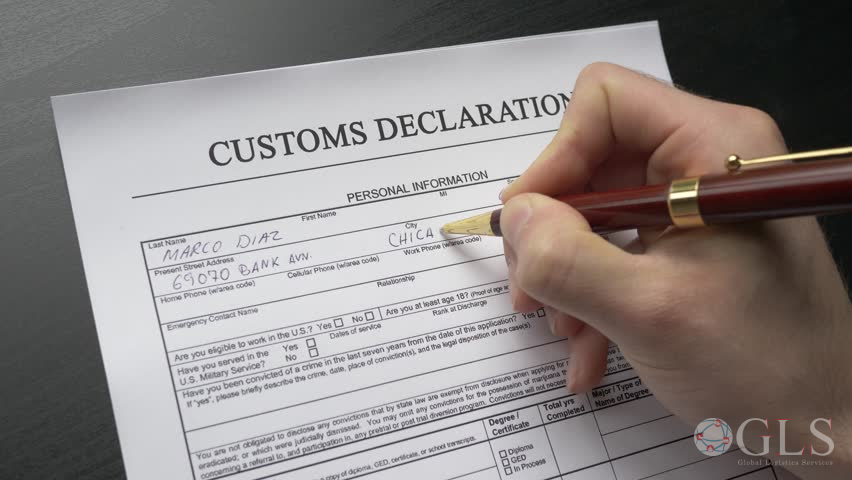 CUSTOMS DECLARATION
PERSONAL INFORMATION
Last Name First Name MI
MARCO DIAZ
Present Street Address City
69070 BANK AVN. CHICA
Home Phone (w/area code) Cellular Phone (w/area code) Work Phone (w/area code)
Emergency Contact Name Relationship
Are you eligible to work in the U.S.? Yes No Are you at least age 18? (Proof of age
Have you served in the U.S. Military Service? Yes No Dates of service Rank at Discharge
Have you been convicted of a crime in the last seven years from the date of this application? Yes
If "yes", please briefly describe the crime, date, place of conviction(s), and the legal disposition of the case(s).
You are not obligated to disclose any convictions that by state law are exempt from disclosure when applying for
eradicated; or which were judicially dismissed. You may omit any convictions for the possession of marijuana
concerning a referral to, and participation in, any pretrial or post trial diversion program. Convictions will not necessarily
copy of diploma, GED, certificate, or school transcripts.
Degree / Certificate
Total yrs Completed
Major / Type of Name of Degree
Diploma
GED
In Process
GLS
Global Logistics Services